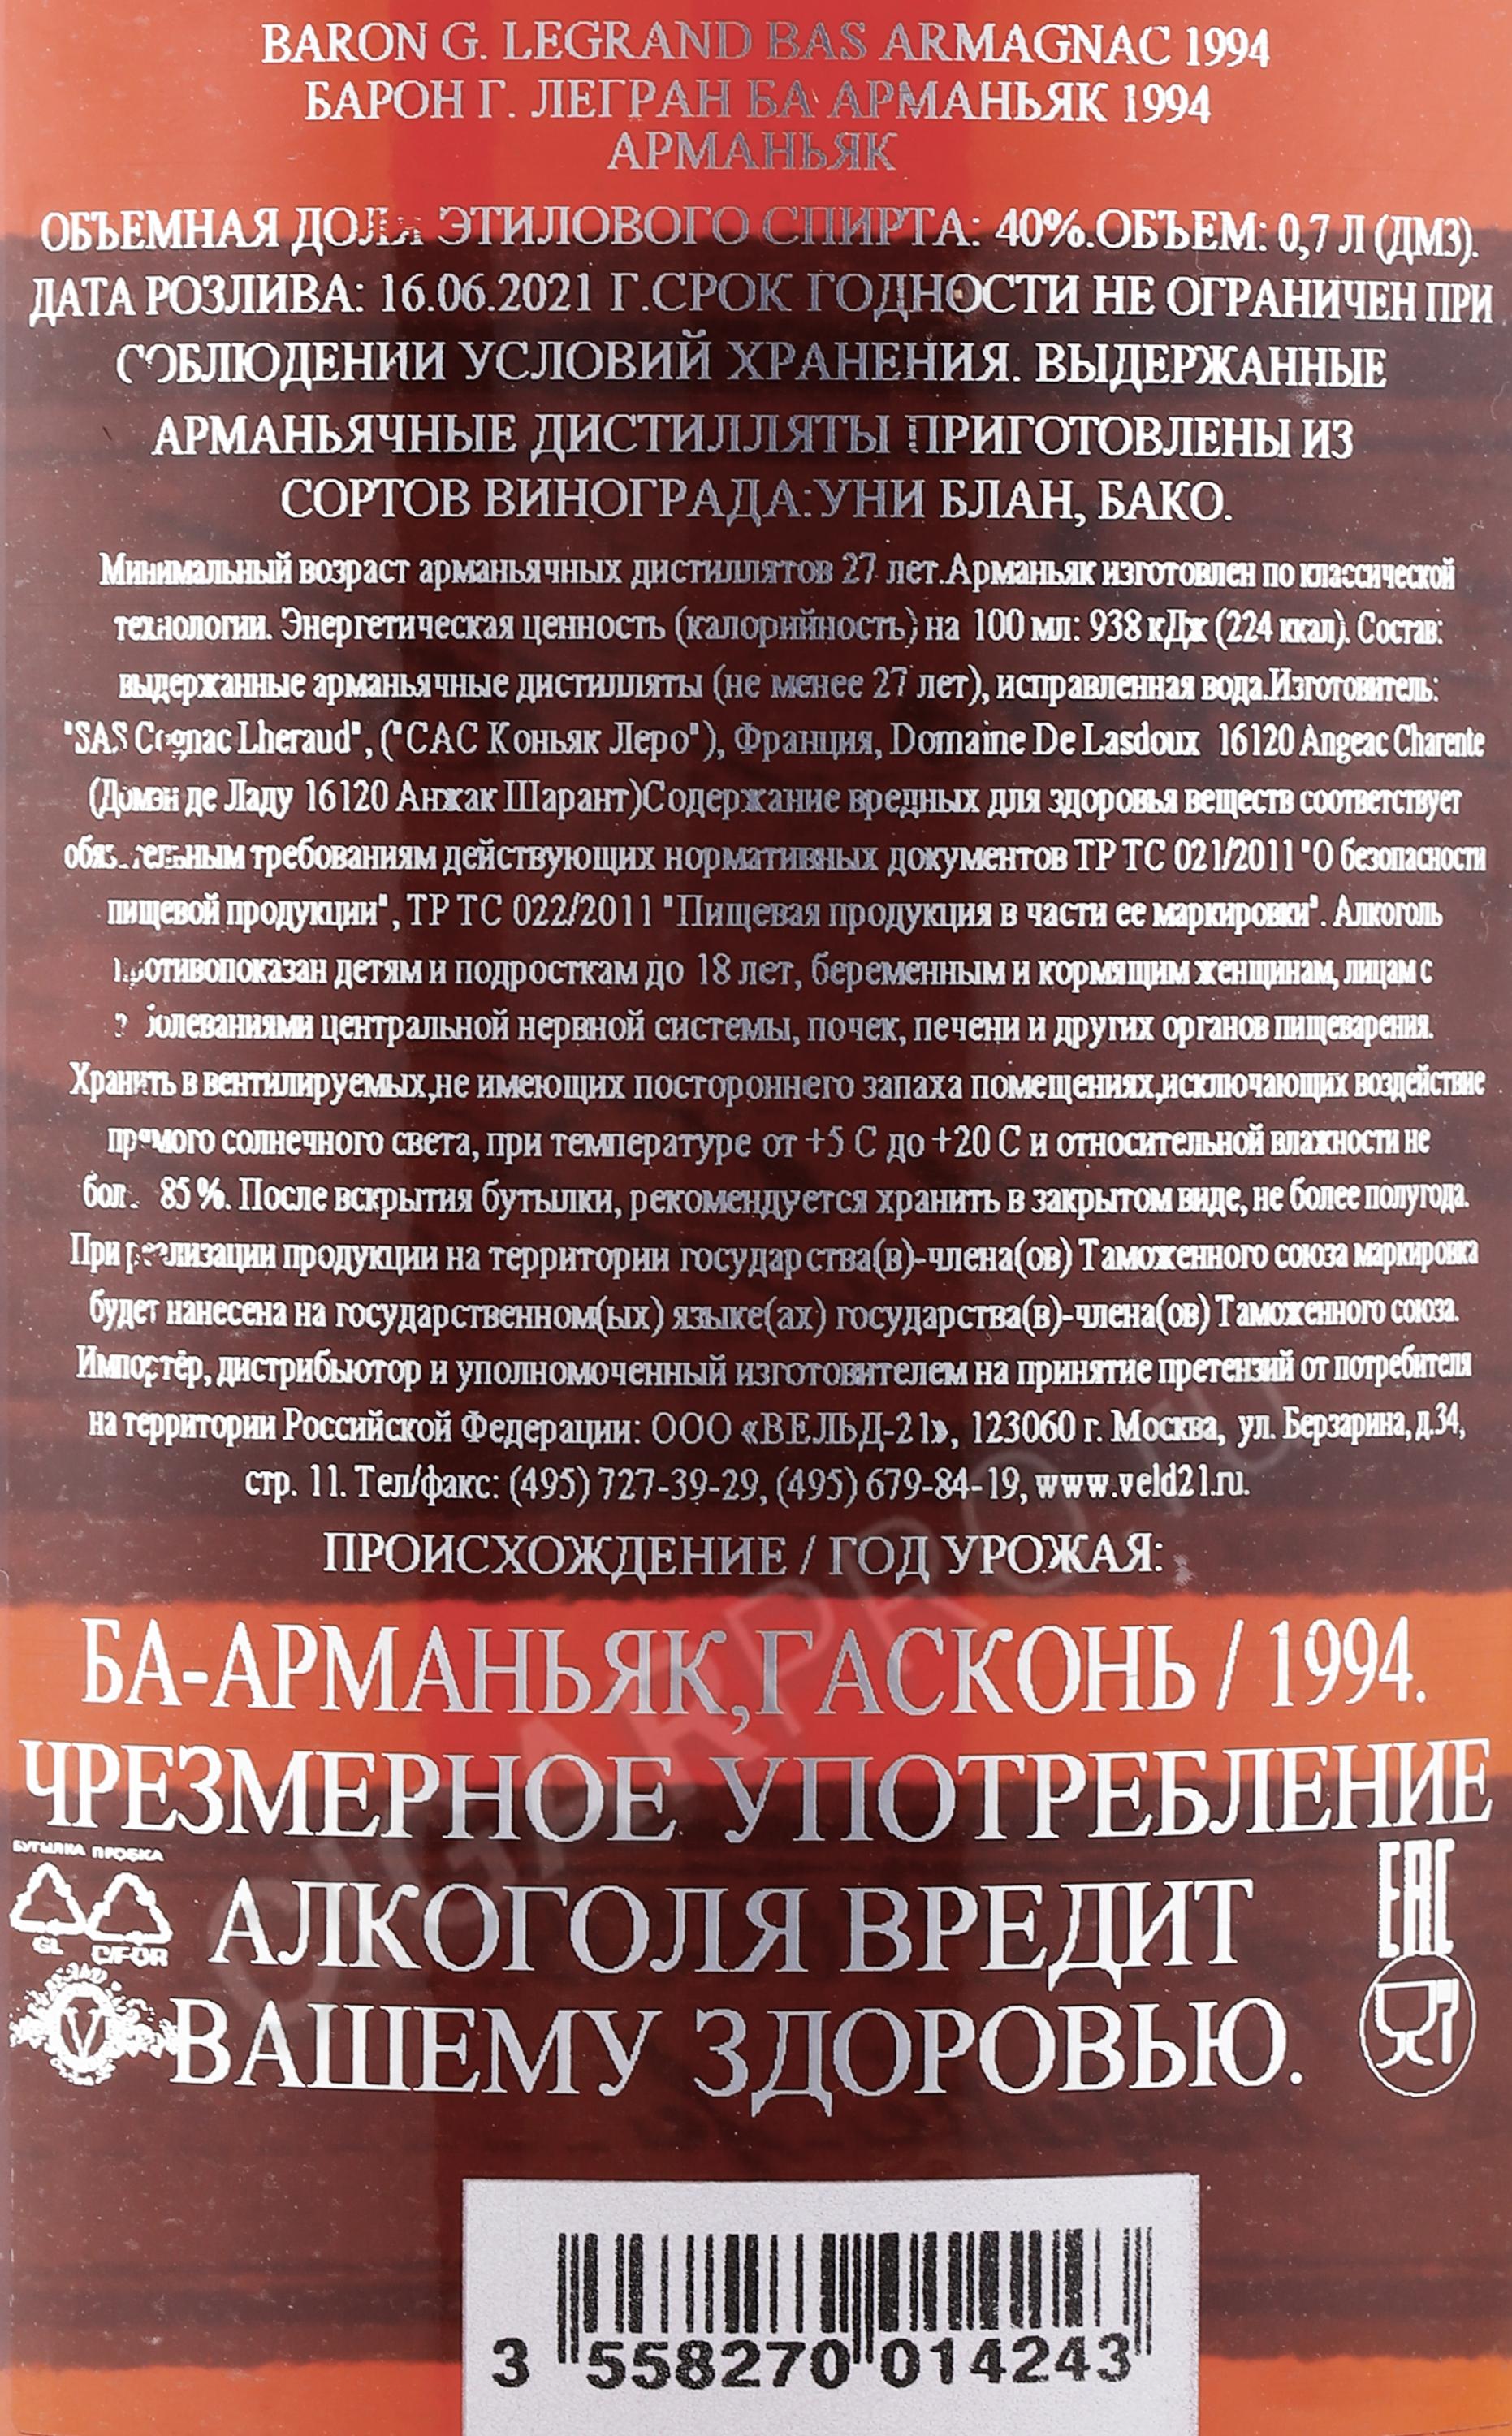 BARON G. LEGRAND BAS ARMAGNAC 1994
БАРОН Г. ЛЕГРАН БА АРМАНЬЯК 1994
АРМАНЬЯК
ОБЪЕМНАЯ ДОЛЯ ЭТИЛОВОГО СПИРТА: 40%.ОБЪЕМ: 0,7 Л (ДМ3).
ДАТА РОЗЛИВА: 16.06.2021 Г.СРОК ГОДНОСТИ НЕ ОГРАНИЧЕН ПРИ
СОБЛЮДЕНИИ УСЛОВИЙ ХРАНЕНИЯ. ВЫДЕРЖАННЫЕ
АРМАНЬЯЧНЫЕ ДИСТИЛЛЯТЫ ПРИГОТОВЛЕНЫ ИЗ
СОРТОВ ВИНОГРАДА:УНИ БЛАН, БАКО.
Минимальный возраст арманьячных дистиллятов 27 лет.Арманьяк изготовлен по классической
технологии. Энергетическая ценность (калорийность) на 100 мл: 938 кДж (224 ккал). Состав:
выдержанные арманьячные дистилляты (не менее 27 лет), исправленная вода.Изготовитель:
"SAS Cognac Lheraud", ("САС Коньяк Леро"), Франция, Domaine De Lasdoux 16120 Angeac Charente
(Домэн де Ладу 16120 Анжак Шарант)Содержание вредных для здоровья веществ соответствует
обязательным требованиям действующих нормативных документов ТР ТС 021/2011 "О безопасности
пищевой продукции", ТР ТС 022/2011 "Пищевая продукция в части ее маркировки". Алкоголь
противопоказан детям и подросткам до 18 лет, беременным и кормящим женщинам, лицам с
заболеваниями центральной нервной системы, почек, печени и других органов пищеварения.
Хранить в вентилируемых,не имеющих постороннего запаха помещениях,исключающих воздействие
прямого солнечного света, при температуре от +5 С до +20 С и относительной влажности не
более 85 %. После вскрытия бутылки, рекомендуется хранить в закрытом виде, не более полугода.
При реализации продукции на территории государства(в)-члена(ов) Таможенного союза маркировка
будет нанесена на государственном(ых) языке(ах) государства(в)-члена(ов) Таможенного союза.
Импортёр, дистрибьютор и уполномоченный изготовителем на принятие претензий от потребителя
на территории Российской Федерации: ООО «ВЕЛЬД-21», 123060 г. Москва, ул. Берзарина, д.34,
стр. 11. Тел/факс: (495) 727-39-29, (495) 679-84-19, www.veld21.ru.
ПРОИСХОЖДЕНИЕ / ГОД УРОЖАЯ:
БА-АРМАНЬЯК,ГАСКОНЬ / 1994.
ЧРЕЗМЕРНОЕ УПОТРЕБЛЕНИЕ
БУТЫЛКА ПРОБКА
АЛКОГОЛЯ ВРЕДИТ
EAC
GL C/FOR
V
ВАШЕМУ ЗДОРОВЬЮ.
CIGARPRO.ru
3 558270 014243